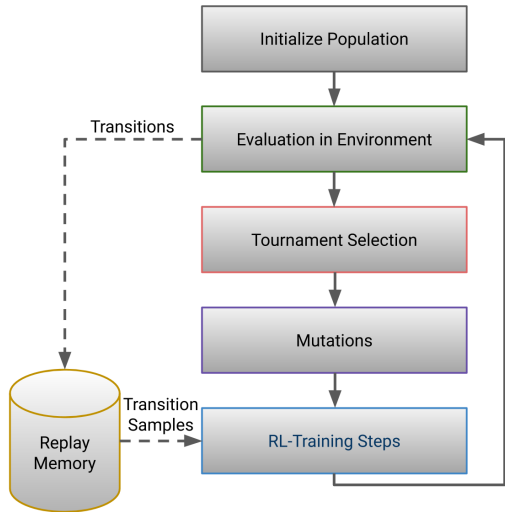 Initialize Population
Transitions
Evaluation in Environment
Tournament Selection
Mutations
Transition
Samples
Replay
Memory
RL-Training Steps